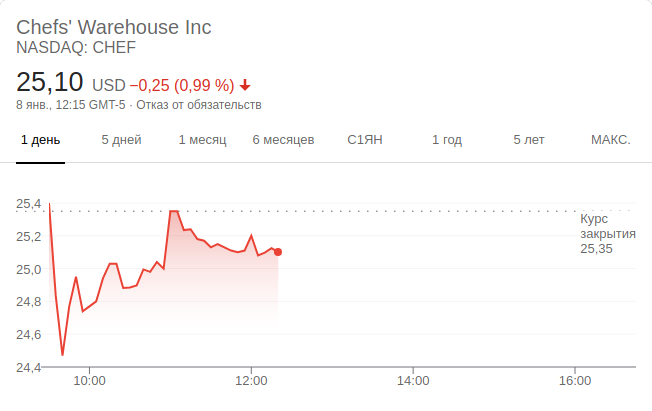 Chefs' Warehouse Inc
NASDAQ: CHEF
25,10 USD −0,25 (0,99 %)
8 янв., 12:15 GMT-5 · Отказ от обязательств
1 день 5 дней 1 месяц 6 месяцев С1ЯН 1 год 5 лет МАКС.
25,4
Курс
закрытия
25,35
25,2
25,0
24,8
24,6
24,4
10:00 12:00 14:00 16:00